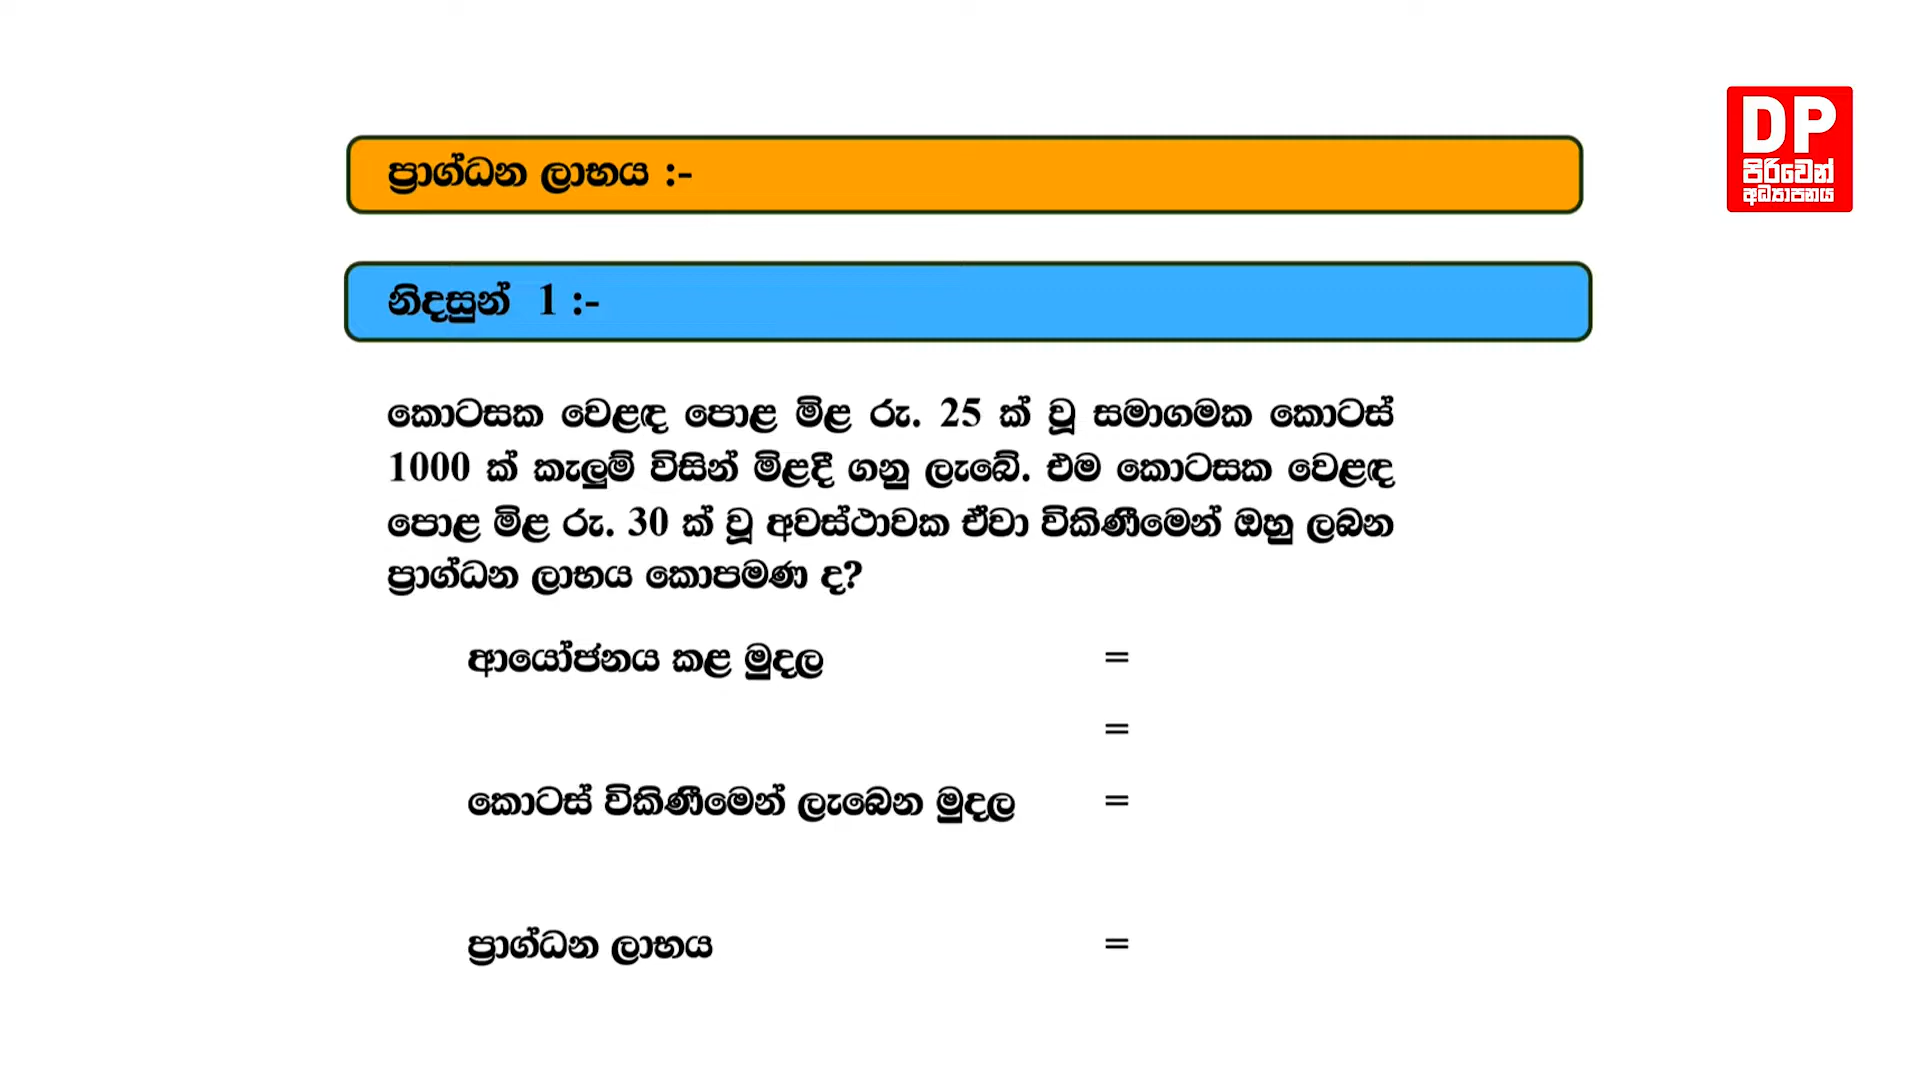 DP
පිරිවෙන්
අධ්‍යාපනය
ප්‍රාග්ධන ලාභය :-
නිදසුන් 1 :-
කොටසක වෙළඳ පොළ මිළ රු. 25 ක් වූ සමාගමක කොටස්
1000 ක් කැලුම් විසින් මිළදී ගනු ලැබේ. එම කොටසක වෙළඳ
පොළ මිළ රු. 30 ක් වූ අවස්ථාවක ඒවා විකිණීමෙන් ඔහු ලබන
ප්‍රාග්ධන ලාභය කොපමණ ද?
ආයෝජනය කළ මුදල =
=
කොටස් විකිණීමෙන් ලැබෙන මුදල =
ප්‍රාග්ධන ලාභය =